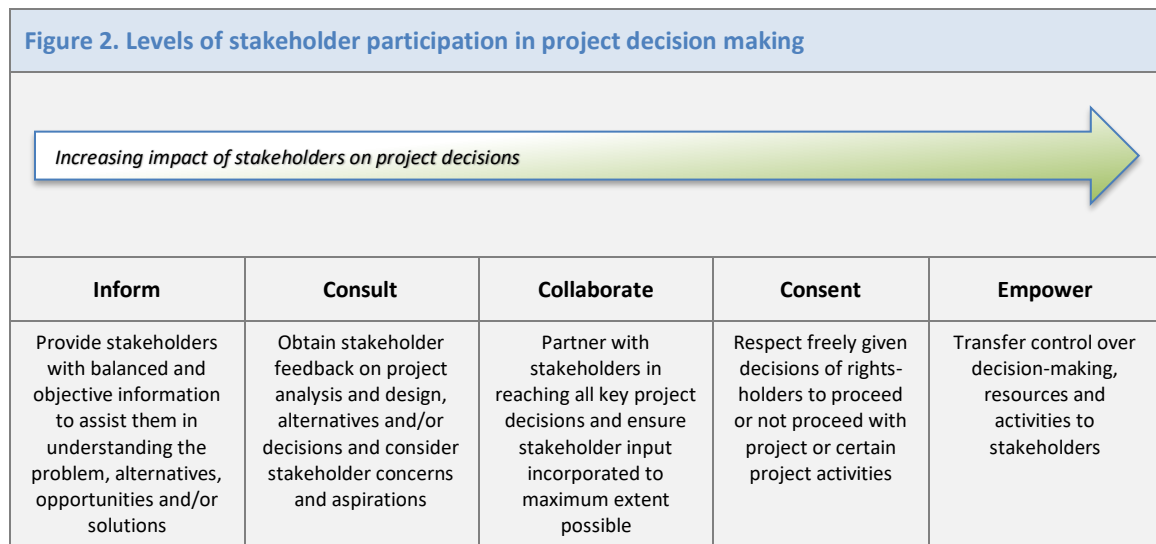 Figure 2. Levels of stakeholder participation in project decision making
Increasing impact of stakeholders on project decisions
Inform
Provide stakeholders
with balanced and
objective information
to assist them in
understanding the
problem, alternatives,
opportunities and/or
solutions
Consult
Obtain stakeholder
feedback on project
analysis and design,
alternatives and/or
decisions and consider
stakeholder concerns
and aspirations
Collaborate
Partner with
stakeholders in
reaching all key project
decisions and ensure
stakeholder input
incorporated to
maximum extent
possible
Consent
Respect freely given
decisions of rights-
holders to proceed
or not proceed with
project or certain
project activities
Empower
Transfer control over
decision-making,
resources and
activities to
stakeholders